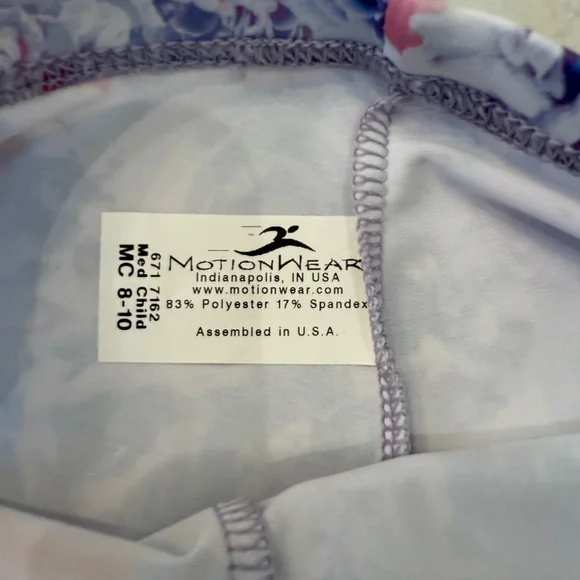 MOTIONWEAR
Indianapolis, IN USA
www.motionwear.com
83% Polyester 17% Spandex
Assembled in U.S.A.
671 7162
Med Child
MC 8-10